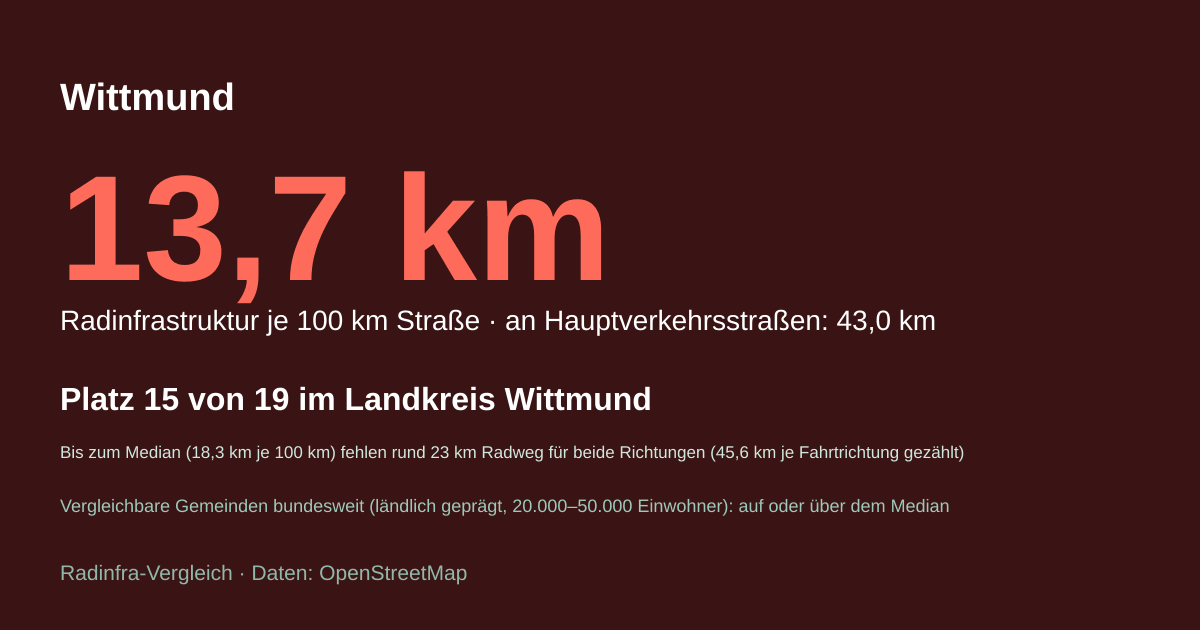 Wittmund
13,7 km
Radinfrastruktur je 100 km Straße · an Hauptverkehrsstraßen: 43,0 km
Platz 15 von 19 im Landkreis Wittmund
Bis zum Median (18,3 km je 100 km) fehlen rund 23 km Radweg für beide Richtungen (45,6 km je Fahrtrichtung gezählt)
Vergleichbare Gemeinden bundesweit (ländlich geprägt, 20.000–50.000 Einwohner): auf oder über dem Median
Radinfra-Vergleich · Daten: OpenStreetMap